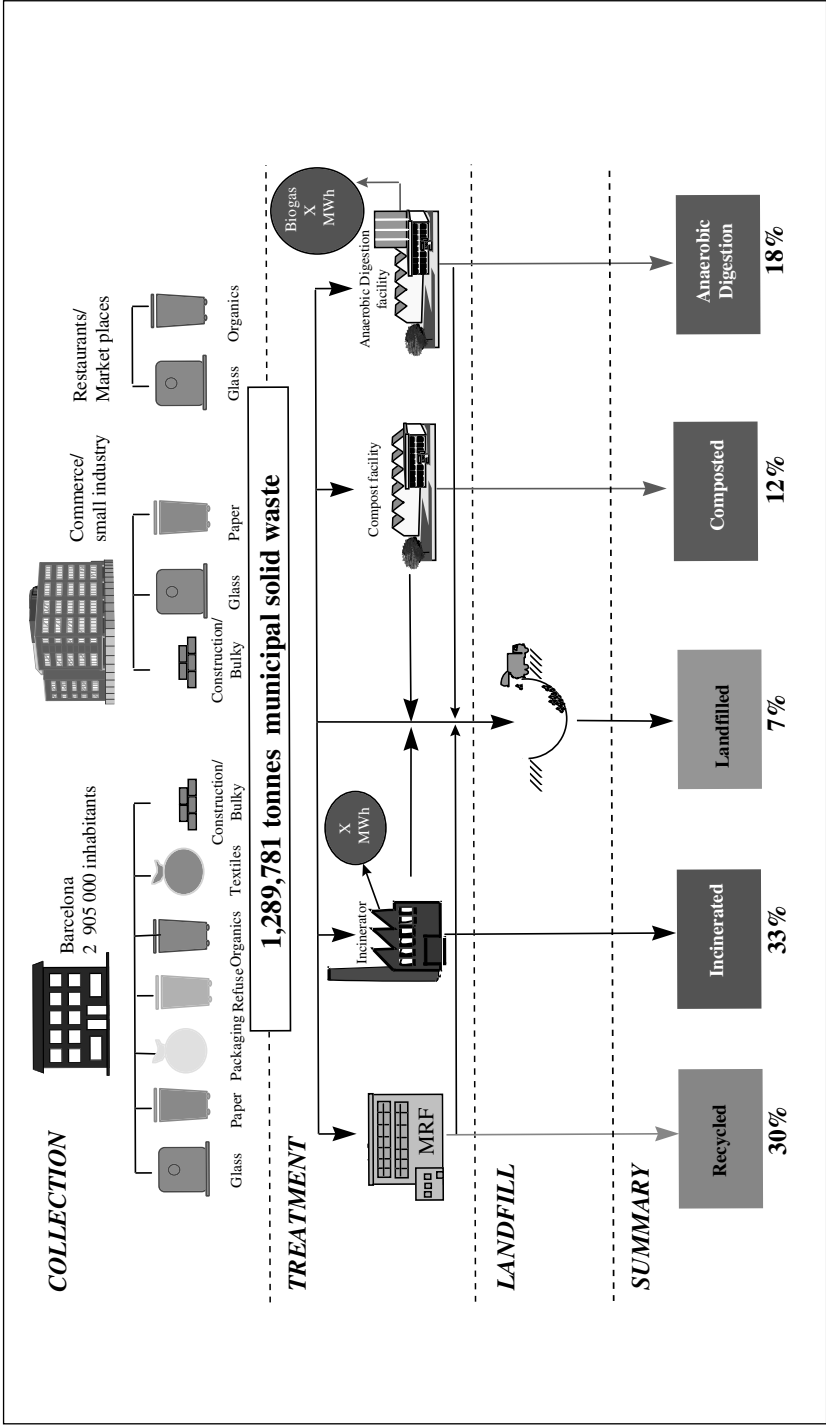 COLLECTION
Barcelona
2 905 000 inhabitants
Commerce/
small industry
Restaurants/
Market places
Glass
Paper
Packaging
Refuse
Organics
Textiles
Construction/
Bulky
Construction/
Bulky
Glass
Paper
Glass
Organics
1,289,781 tonnes municipal solid waste
TREATMENT
MRF
Incinerator
X
MWh
Compost facility
Anaerobic Digestion
facility
Biogas
X
MWh
LANDFILL
SUMMARY
Recycled
30%
Incinerated
33%
Landfilled
7%
Composted
12%
Anaerobic
Digestion
18%